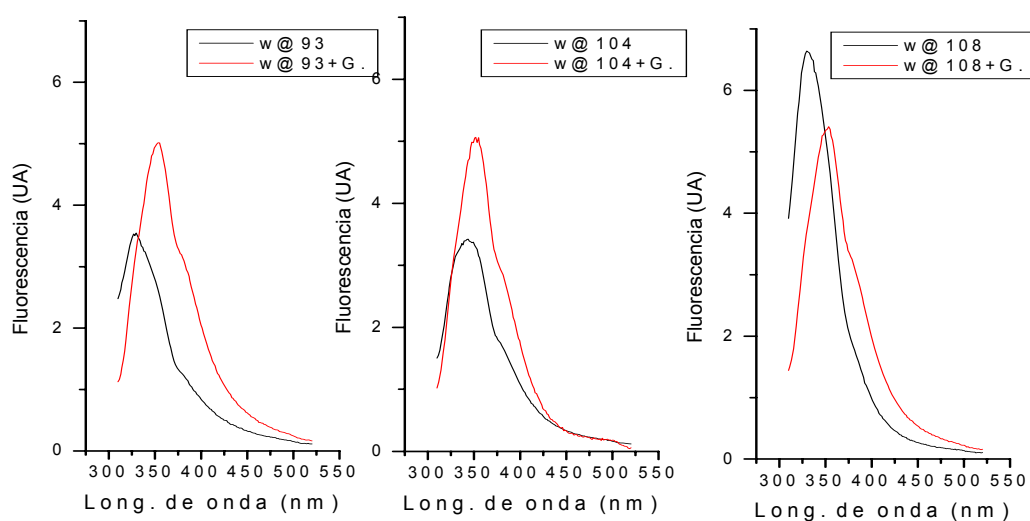 w@93
w@93+G.
6
4
2
0
Fluorescencia (UA)
300 350 400 450 500 550
Long. de onda (nm)
w@104
w@104+G.
6
4
2
0
Fluorescencia (UA)
300 350 400 450 500 550
Long. de onda (nm)
w@108
w@108+G.
6
4
2
0
Fluorescencia (UA)
300 350 400 450 500 550
Long. de onda (nm)